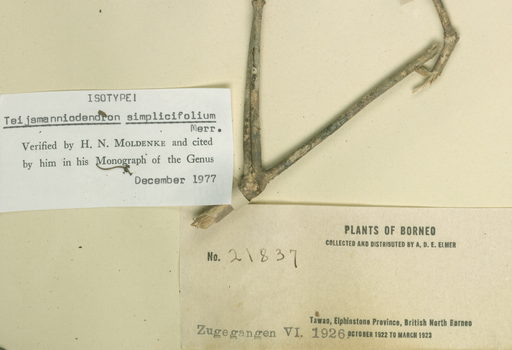 ISOTYPE!
Teijsmanniodendron simplicifolium
Merr.
Verified by H. N. MOLDENKE and cited
by him in his Monograph of the Genus
December 1977
PLANTS OF BORNEO
COLLECTED AND DISTRIBUTED BY A. D. E. ELMER
No. 21837
Tawao, Elphinstone Province, British North Borneo
Zugegangen VI. 1926. OCTOBER 1922 TO MARCH 1923